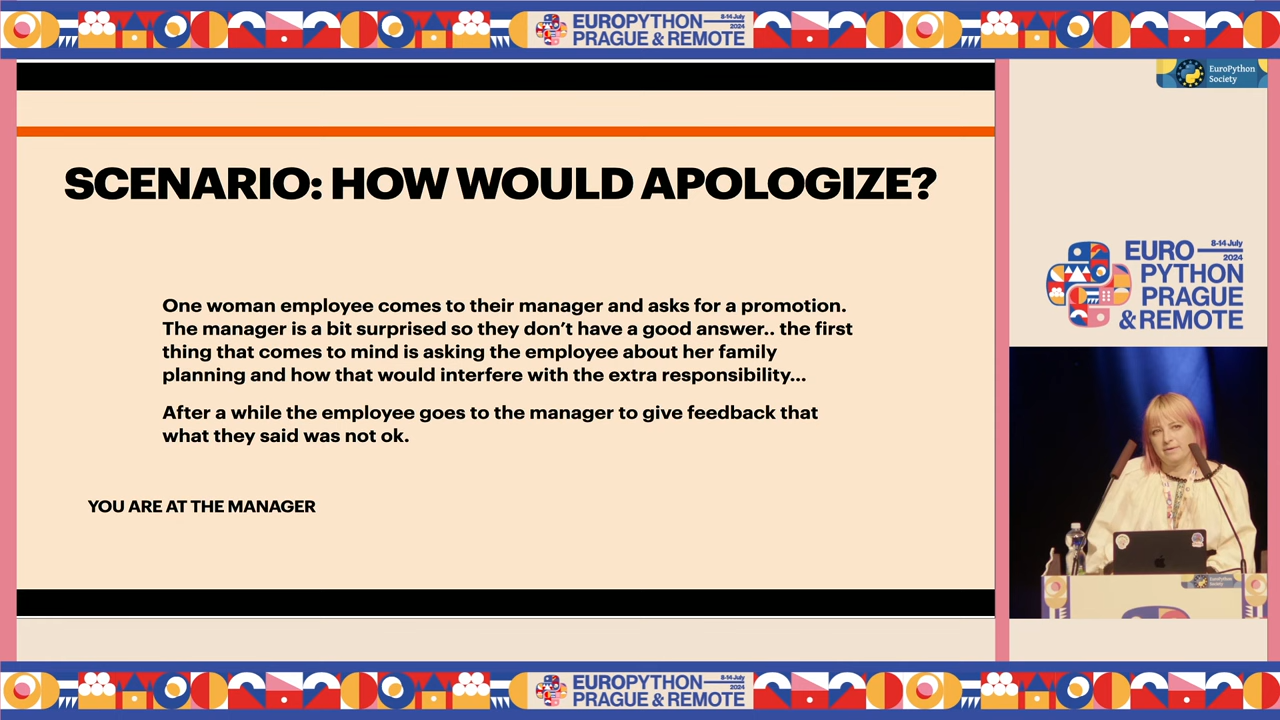 EUROPYTHON
8-14 July
2024
PRAGUE & REMOTE
EuroPython
Society
SCENARIO: HOW WOULD APOLOGIZE?
One woman employee comes to their manager and asks for a promotion.
The manager is a bit surprised so they don’t have a good answer.. the first
thing that comes to mind is asking the employee about her family
planning and how that would interfere with the extra responsibility...
After a while the employee goes to the manager to give feedback that
what they said was not ok.
YOU ARE AT THE MANAGER
EURO
8-14 July
2024
PYTHON
PRAGUE
& REMOTE
EuroPython
Society
EUROPYTHON
8-14 July
2024
PRAGUE & REMOTE